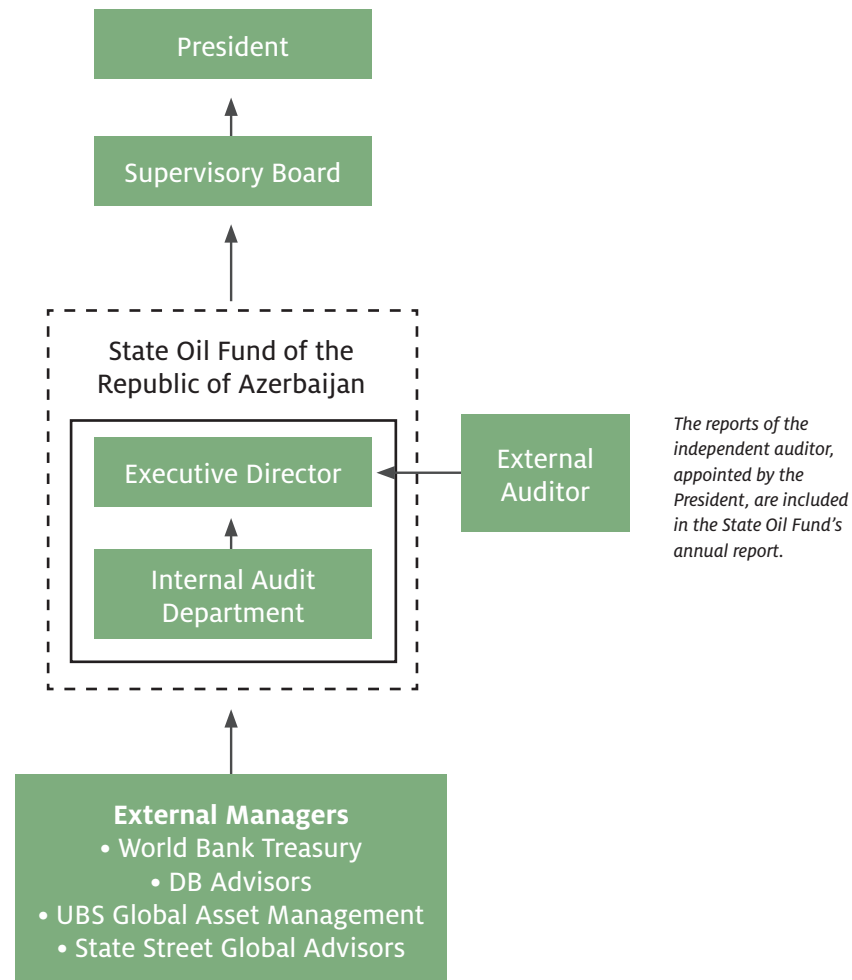 President
Supervisory Board
State Oil Fund of the
Republic of Azerbaijan
Executive Director
Internal Audit
Department
External
Auditor
The reports of the
independent auditor,
appointed by the
President, are included
in the State Oil Fund’s
annual report.
External Managers
• World Bank Treasury
• DB Advisors
• UBS Global Asset Management
• State Street Global Advisors